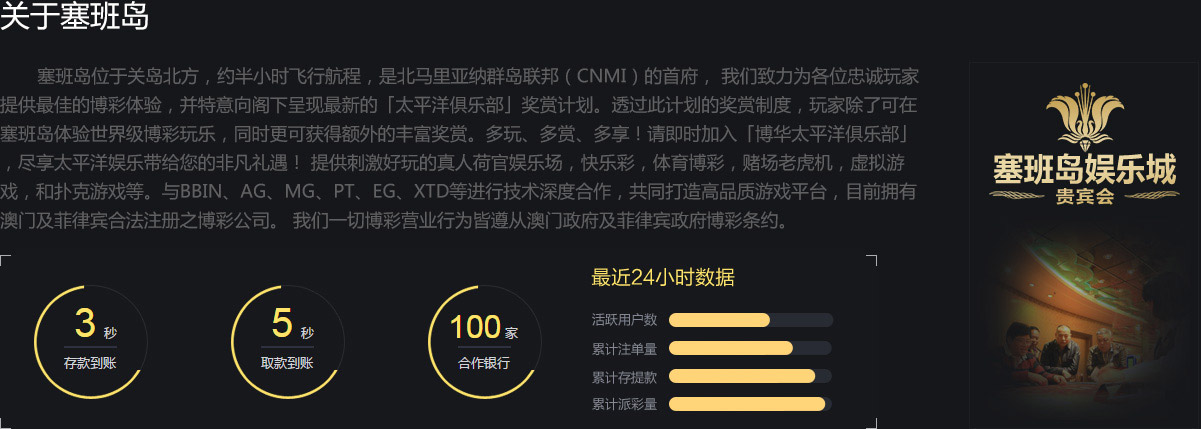 关于塞班岛
塞班岛位于关岛北方，约半小时飞行航程，是北马里亚纳群岛联邦（CNMI）的首府， 我们致力为各位忠诚玩家
提供最佳的博彩体验，并特意向阁下呈现最新的「太平洋俱乐部」奖赏计划。透过此计划的奖赏制度，玩家除了可在
塞班岛体验世界级博彩玩乐，同时更可获得额外的丰富奖赏。多玩、多赏、多享！请即时加入「博华太平洋俱乐部」
，尽享太平洋娱乐带给您的非凡礼遇！ 提供刺激好玩的真人荷官娱乐场，快乐彩，体育博彩，赌场老虎机，虚拟游
戏，和扑克游戏等。与BBIN、AG、MG、PT、EG、XTD等进行技术深度合作，共同打造高品质游戏平台，目前拥有
澳门及菲律宾合法注册之博彩公司。 我们一切博彩营业行为皆遵从澳门政府及菲律宾政府博彩条约。
塞班岛娱乐城
贵宾会
3 秒
存款到账
5 秒
取款到账
100 家
合作银行
最近24小时数据
活跃用户数
累计注单量
累计存提款
累计派彩量